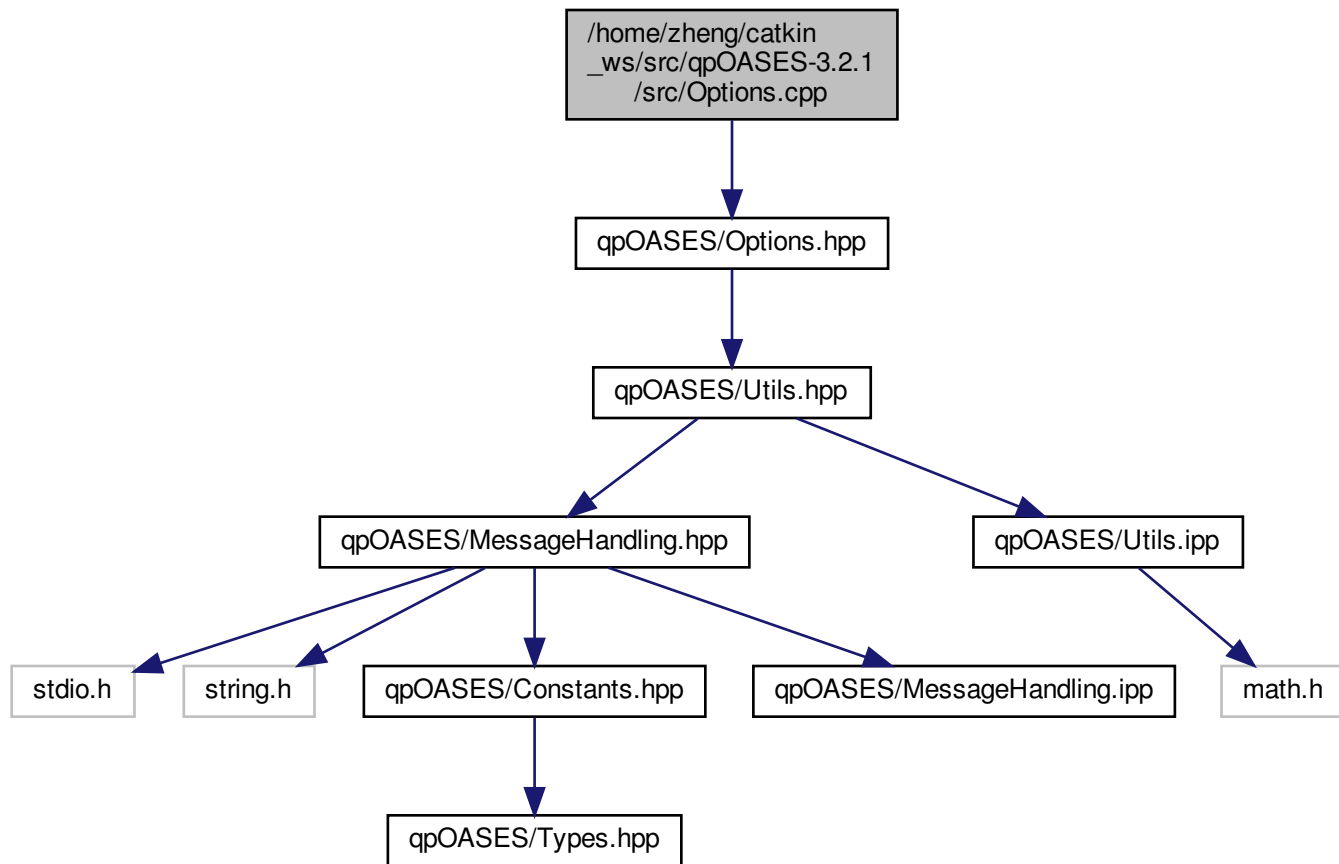 /home/zheng/catkin
_ws/src/qpOASES-3.2.1
/src/Options.cpp
qpOASES/Options.hpp
qpOASES/Utils.hpp
qpOASES/MessageHandling.hpp
qpOASES/Utils.ipp
stdio.h
string.h
qpOASES/Constants.hpp
qpOASES/MessageHandling.ipp
math.h
qpOASES/Types.hpp